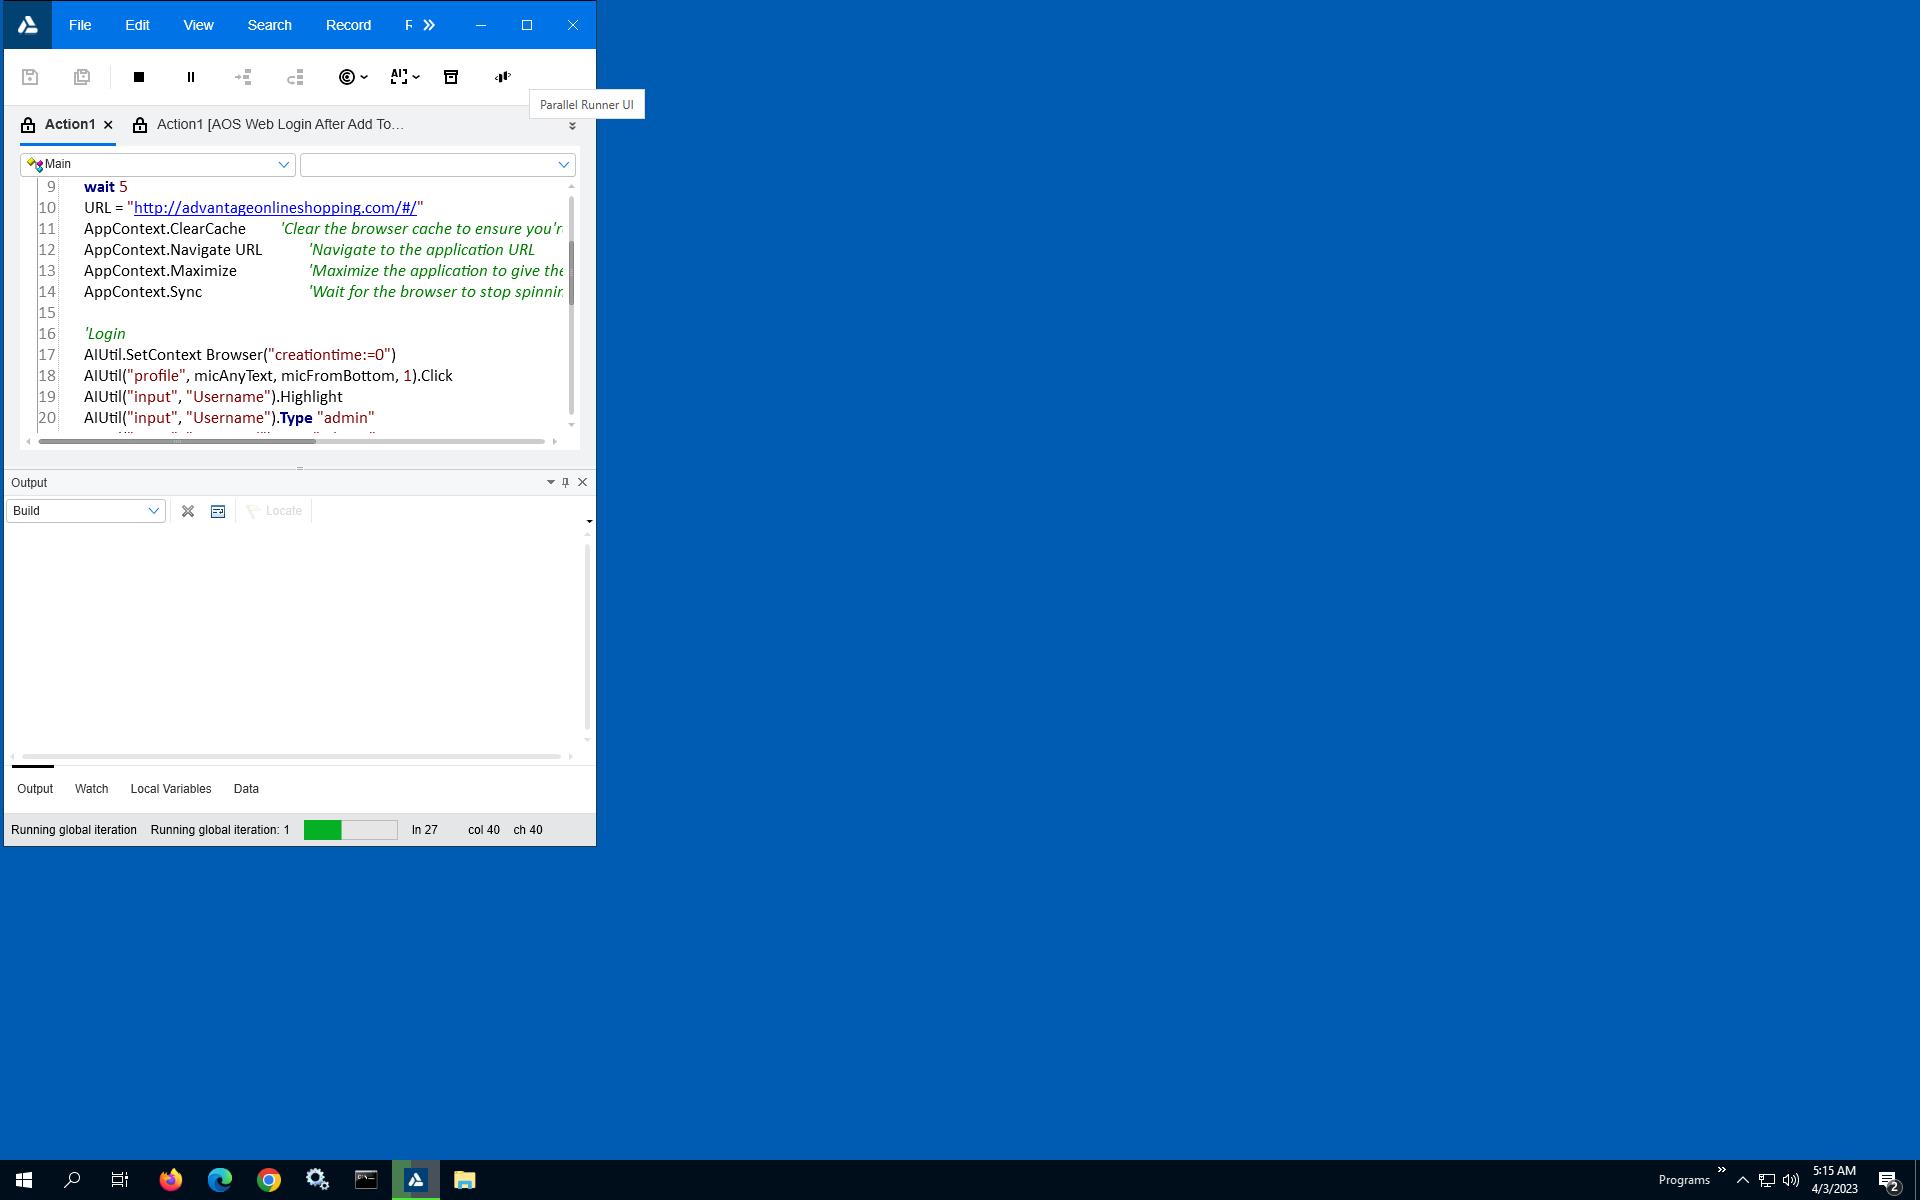 File Edit View Search Record
Parallel Runner UI
Action1 Action1 [AOS Web Login After Add To...
Main
9 wait 5
10 URL = "http://advantageonlineshopping.com/#/"
11 AppContext.ClearCache 'Clear the browser cache to ensure you'r
12 AppContext.Navigate URL 'Navigate to the application URL
13 AppContext.Maximize 'Maximize the application to give the
14 AppContext.Sync 'Wait for the browser to stop spinnin
15
16 'Login
17 AIUtil.SetContext Browser("creationtime:=0")
18 AIUtil("profile", micAnyText, micFromBottom, 1).Click
19 AIUtil("input", "Username").Highlight
20 AIUtil("input", "Username").Type "admin"
Output
Build Locate
Output Watch Local Variables Data
Running global iteration Running global iteration: 1 ln 27 col 40 ch 40
Programs
5:15 AM
4/3/2023
2